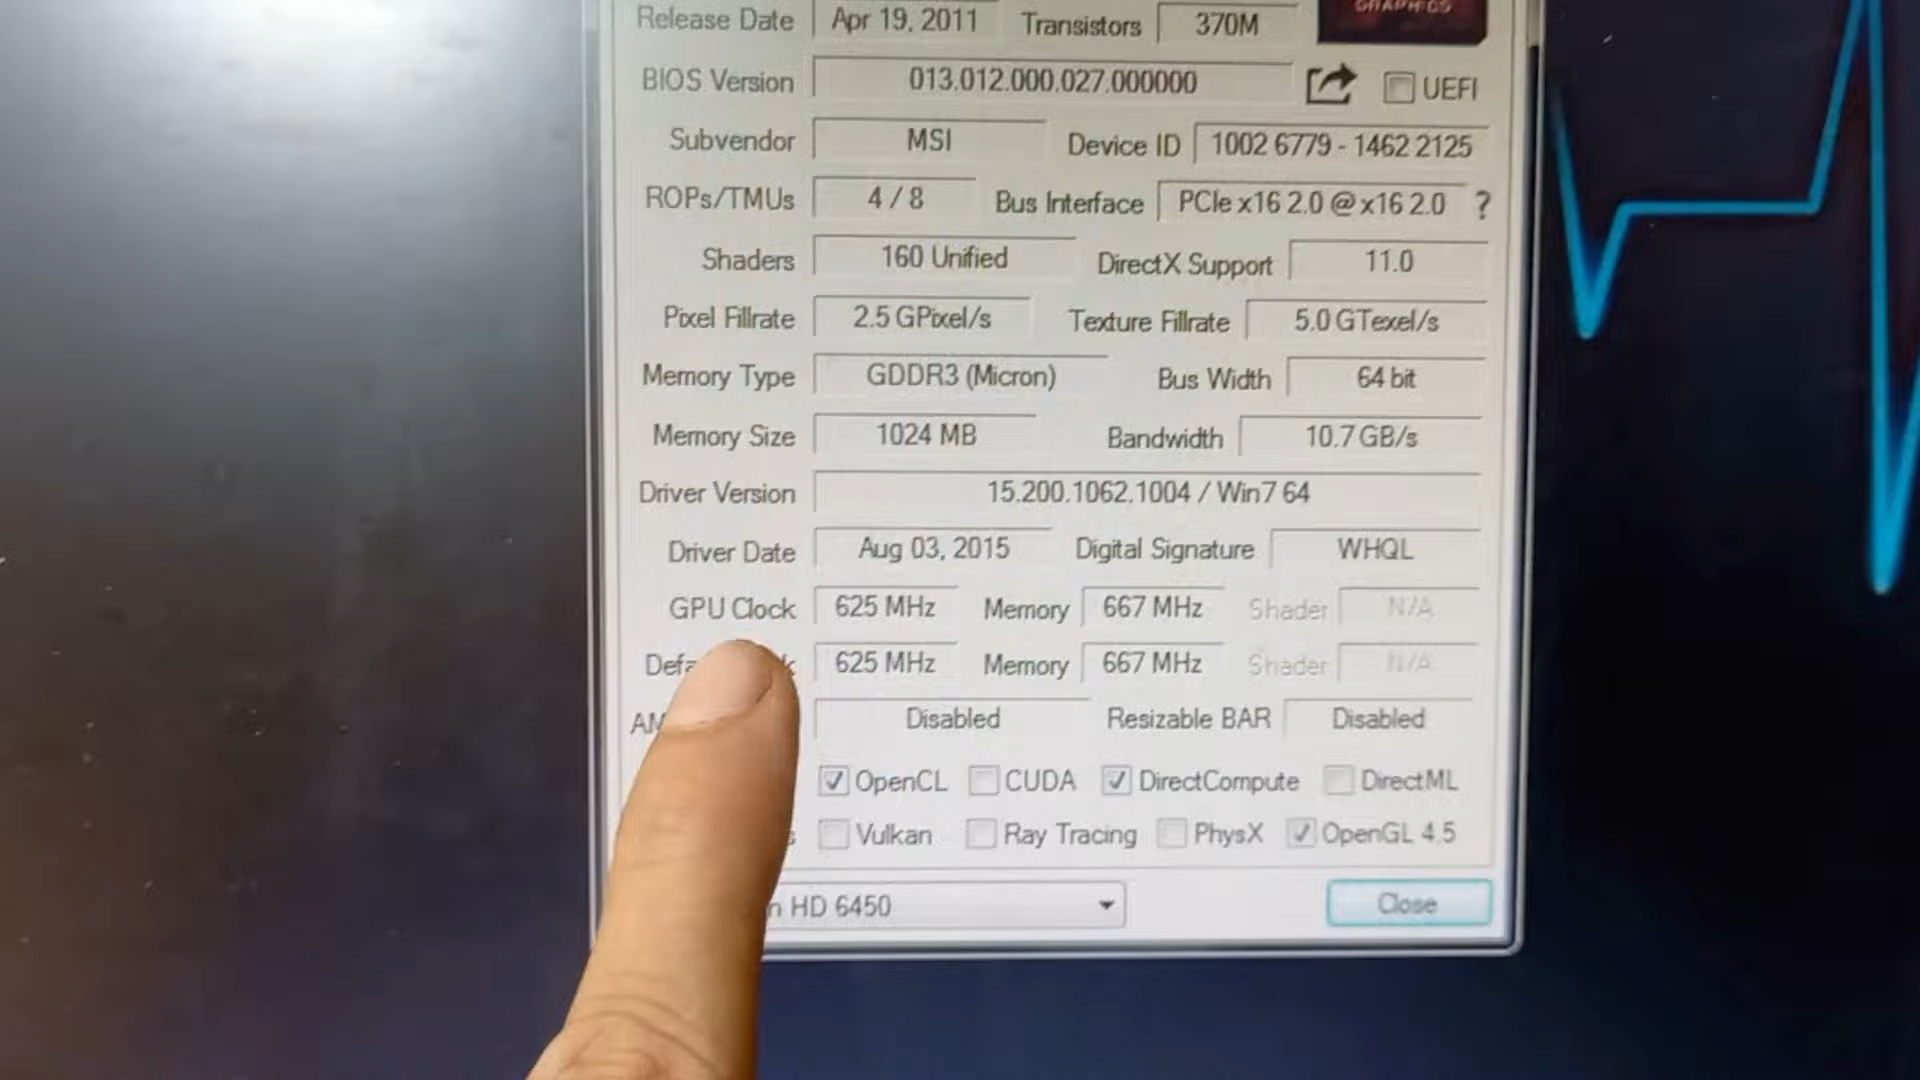 GRAPHICS
Release Date Apr 19, 2011 Transistors 370M
BIOS Version 013.012.000.027.000000 UEFI
Subvendor MSI Device ID 1002 6779 - 1462 2125
ROPs/TMUs 4 / 8 Bus Interface PCIe x16 2.0 @ x16 2.0 ?
Shaders 160 Unified DirectX Support 11.0
Pixel Fillrate 2.5 GPixel/s Texture Fillrate 5.0 GTexel/s
Memory Type GDDR3 (Micron) Bus Width 64 bit
Memory Size 1024 MB Bandwidth 10.7 GB/s
Driver Version 15.200.1062.1004 / Win7 64
Driver Date Aug 03, 2015 Digital Signature WHQL
GPU Clock 625 MHz Memory 667 MHz Shader N/A
625 MHz Memory 667 MHz Shader N/A
Disabled Resizable BAR Disabled
OpenCL CUDA DirectCompute DirectML
Vulkan Ray Tracing PhysX OpenGL 4.5
HD 6450 Close